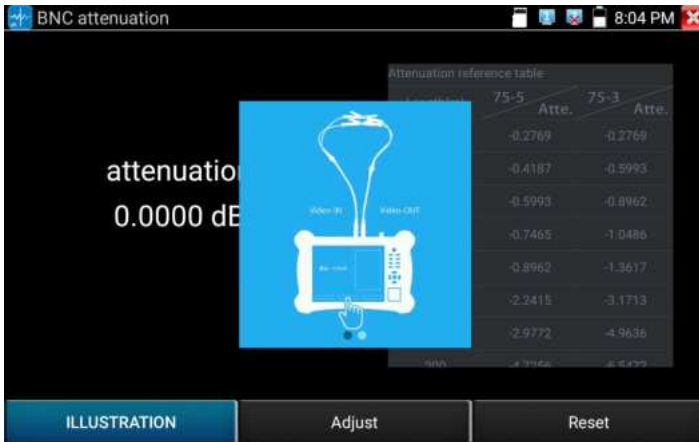 BNC attenuation
8:04 PM
Attenuation reference table
75-5
Atte.
75-3
Atte.
-0.2769 -0.2769
-0.4187 -0.5993
-0.5993 -0.8962
-0.7465 -1.0486
-0.8962 -1.3617
-2.2415 -3.1713
-2.9772 -4.9636
attenuatio
0.0000 dB
Video-IN Video-OUT
ILLUSTRATION Adjust Reset